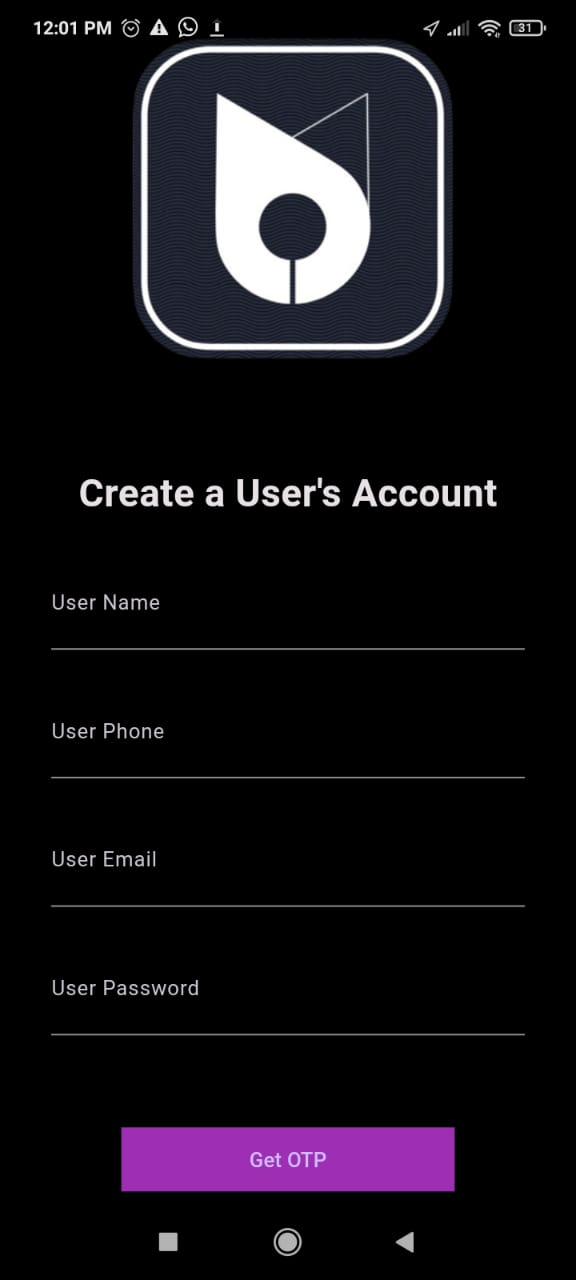 12:01 PM
31
Create a User's Account
User Name
User Phone
User Email
User Password
Get OTP